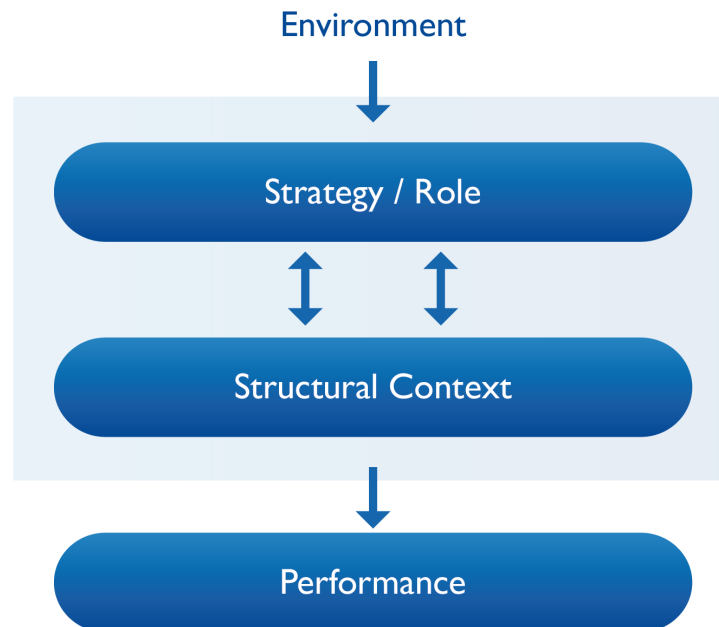 Environment
Strategy / Role
Structural Context
Performance